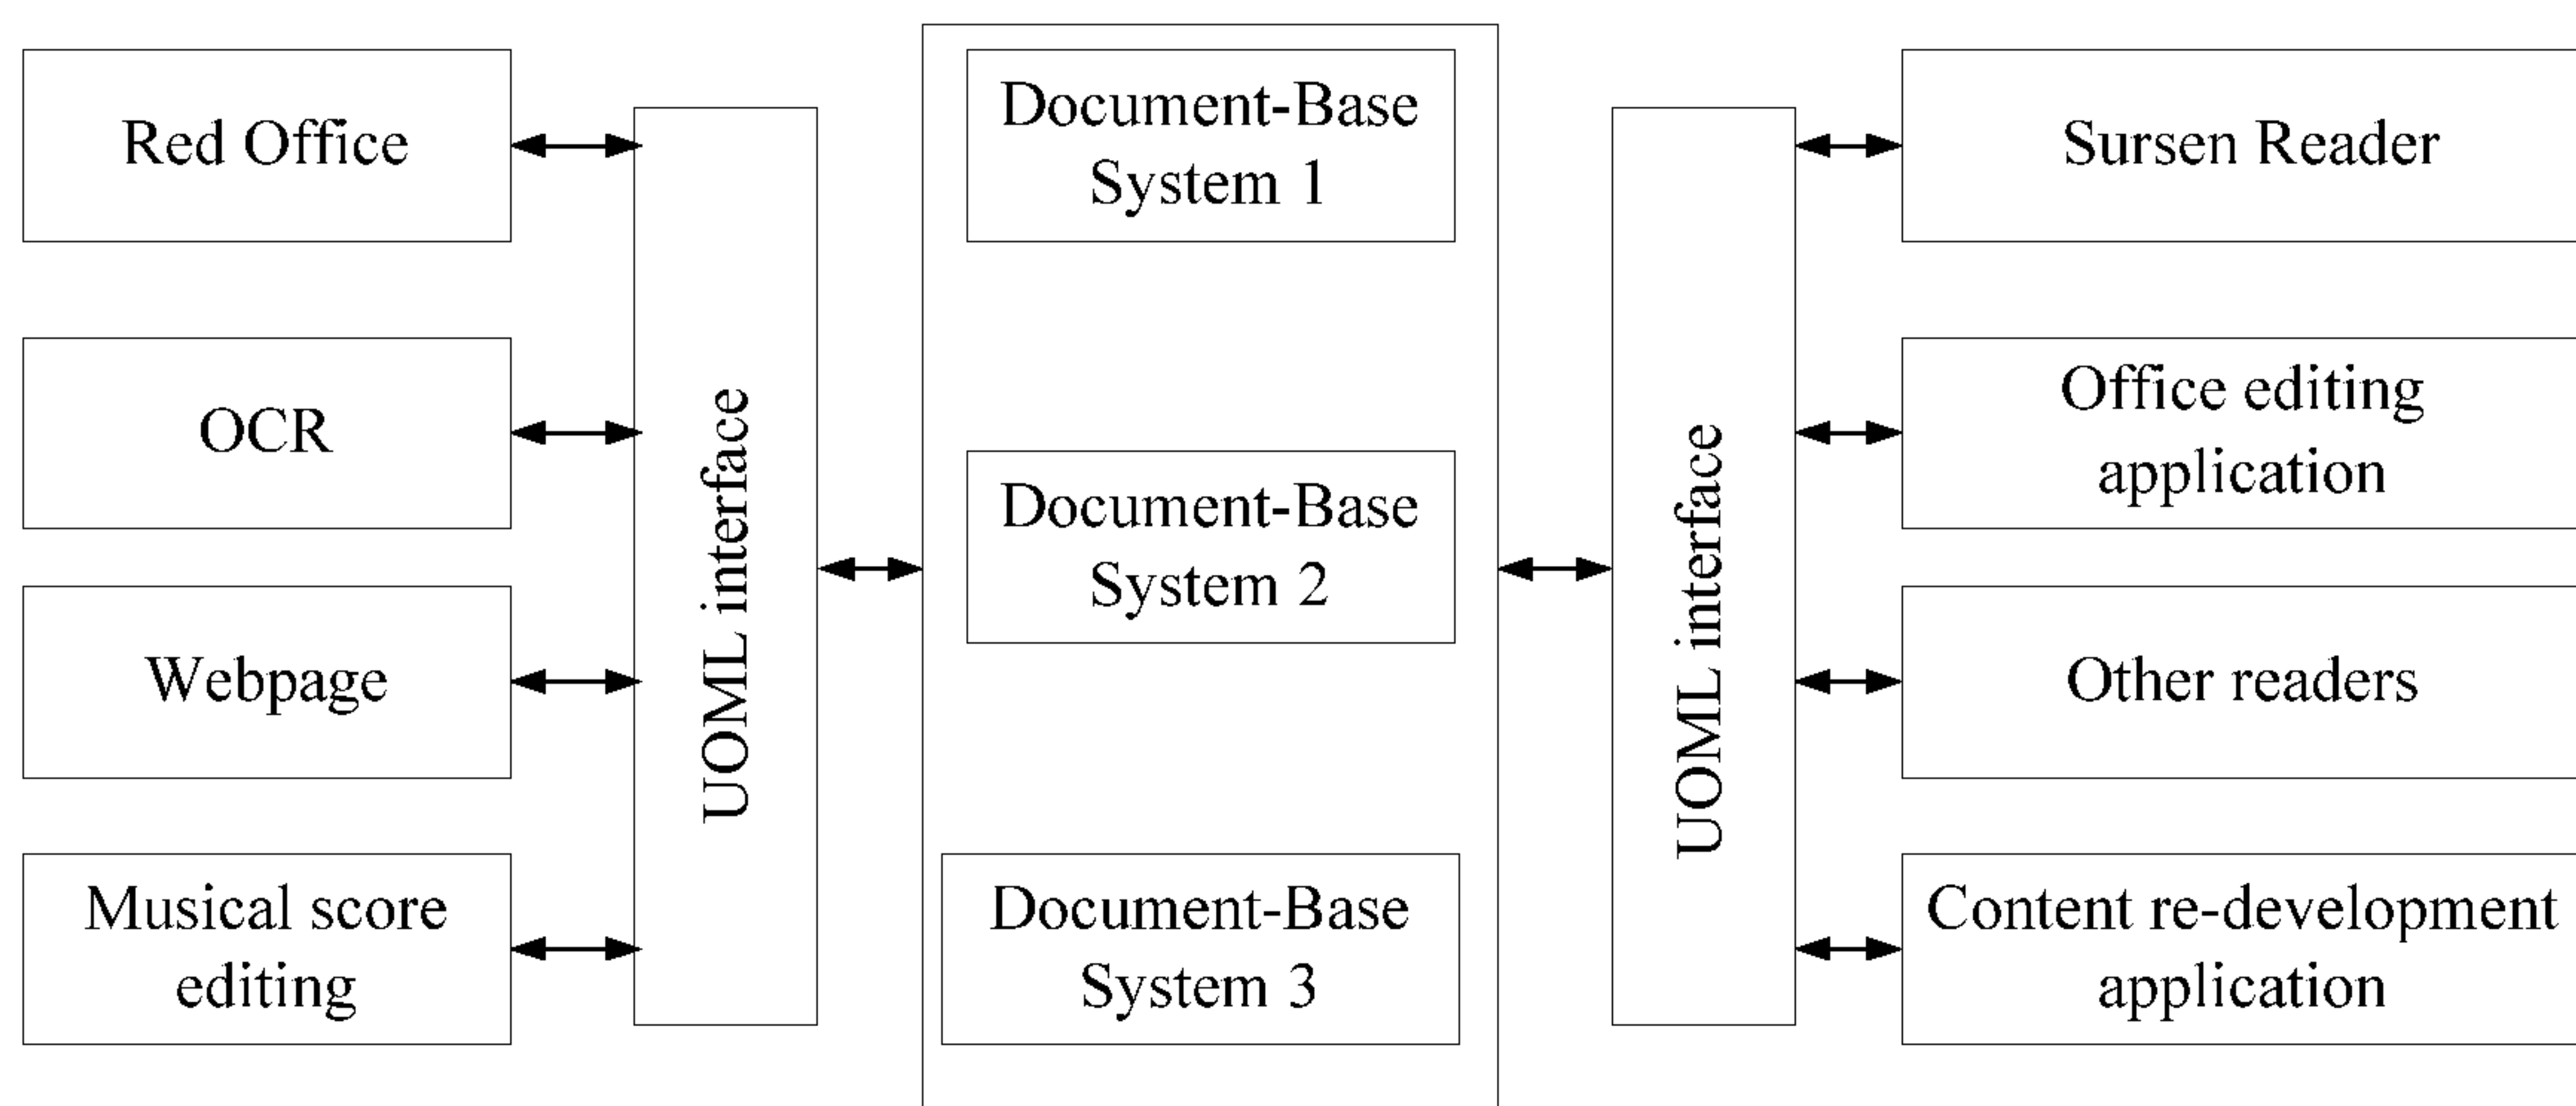 Red Office
OCR
Webpage
Musical score
editing
UOML interface
Document-Base
System 1
Document-Base
System 2
Document-Base
System 3
UOML interface
Sursen Reader
Office editing
application
Other readers
Content re-development
application